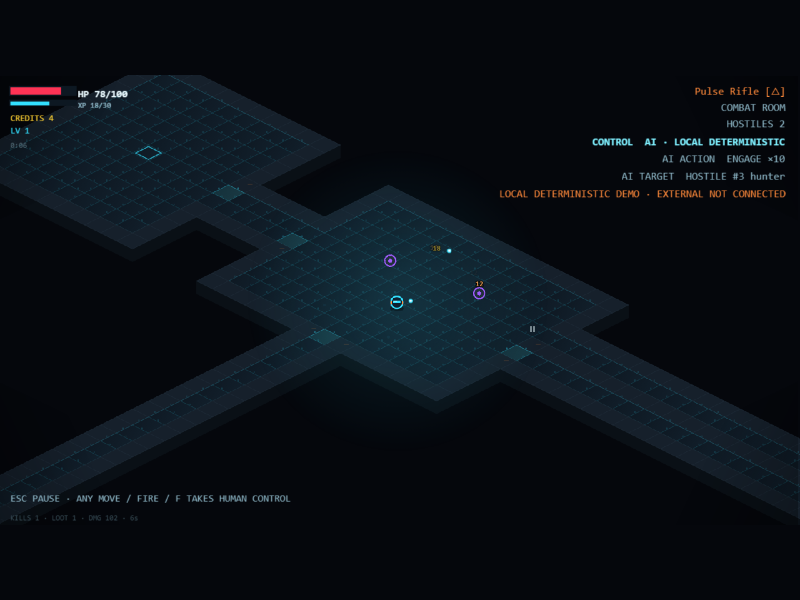 HP 78/100
XP 18/30
CREDITS 4
LV 1
0:06
Pulse Rifle [△]
COMBAT ROOM
HOSTILES 2
CONTROL AI · LOCAL DETERMINISTIC
AI ACTION ENGAGE ×10
AI TARGET HOSTILE #3 hunter
LOCAL DETERMINISTIC DEMO · EXTERNAL NOT CONNECTED
12
ESC PAUSE · ANY MOVE / FIRE / F TAKES HUMAN CONTROL
KILLS 1 · LOOT 1 · DMG 102 · 6s